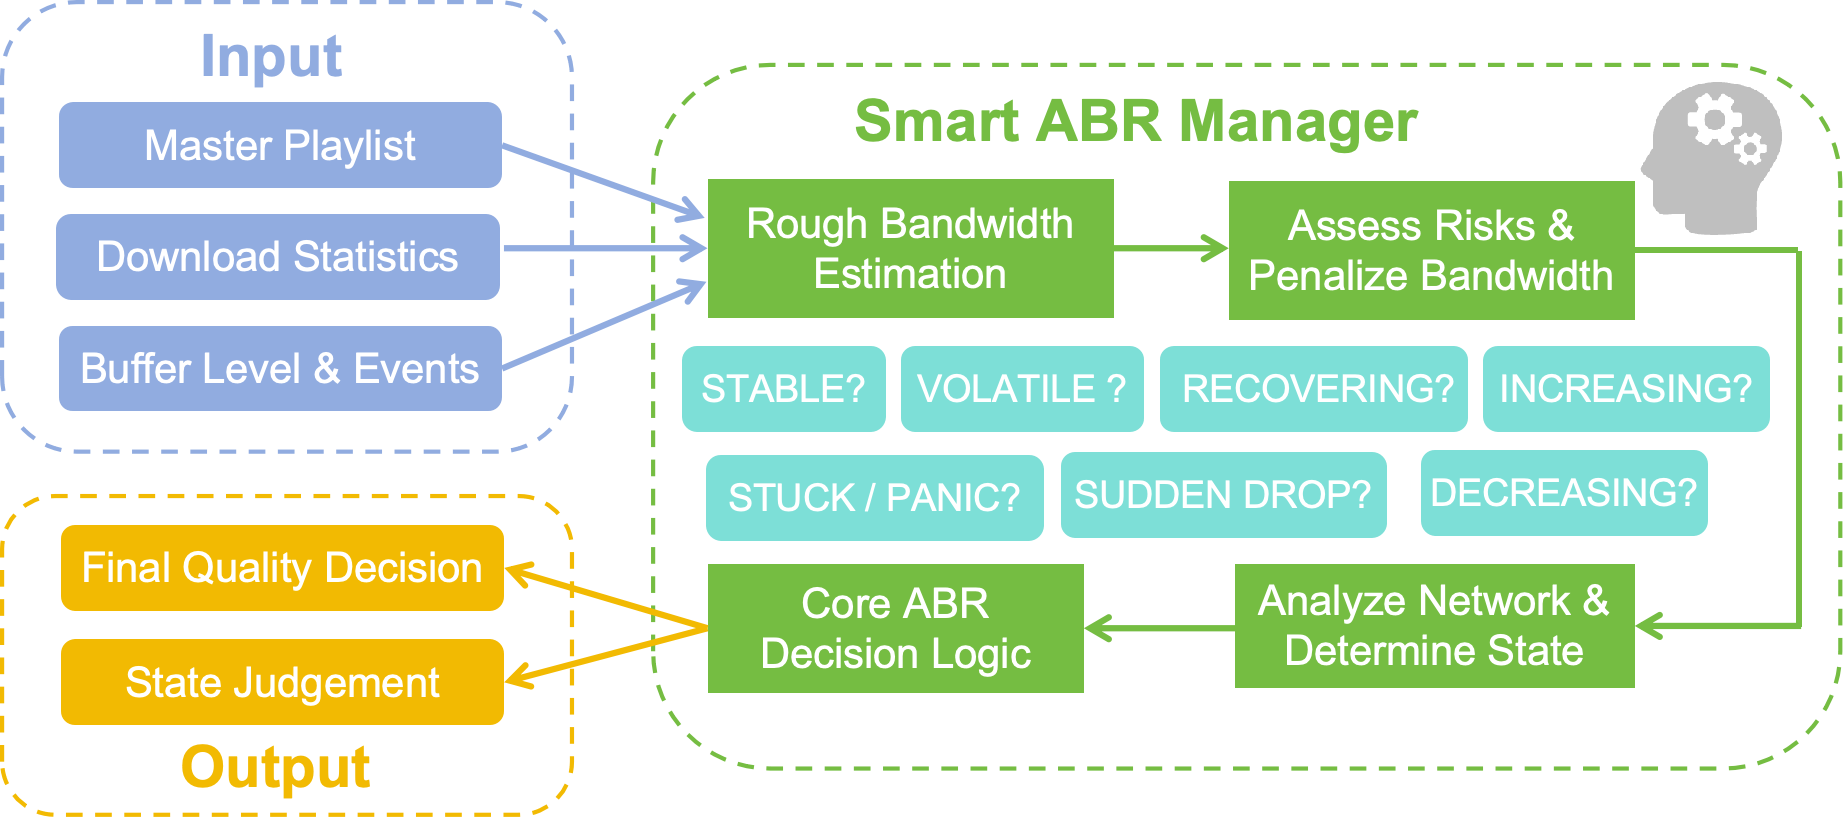 Input
Master Playlist
Download Statistics
Buffer Level & Events
Smart ABR Manager
Rough Bandwidth
Estimation
Assess Risks &
Penalize Bandwidth
STABLE?
VOLATILE ?
RECOVERING?
INCREASING?
STUCK / PANIC?
SUDDEN DROP?
DECREASING?
Analyze Network &
Determine State
Core ABR
Decision Logic
Final Quality Decision
State Judgement
Output